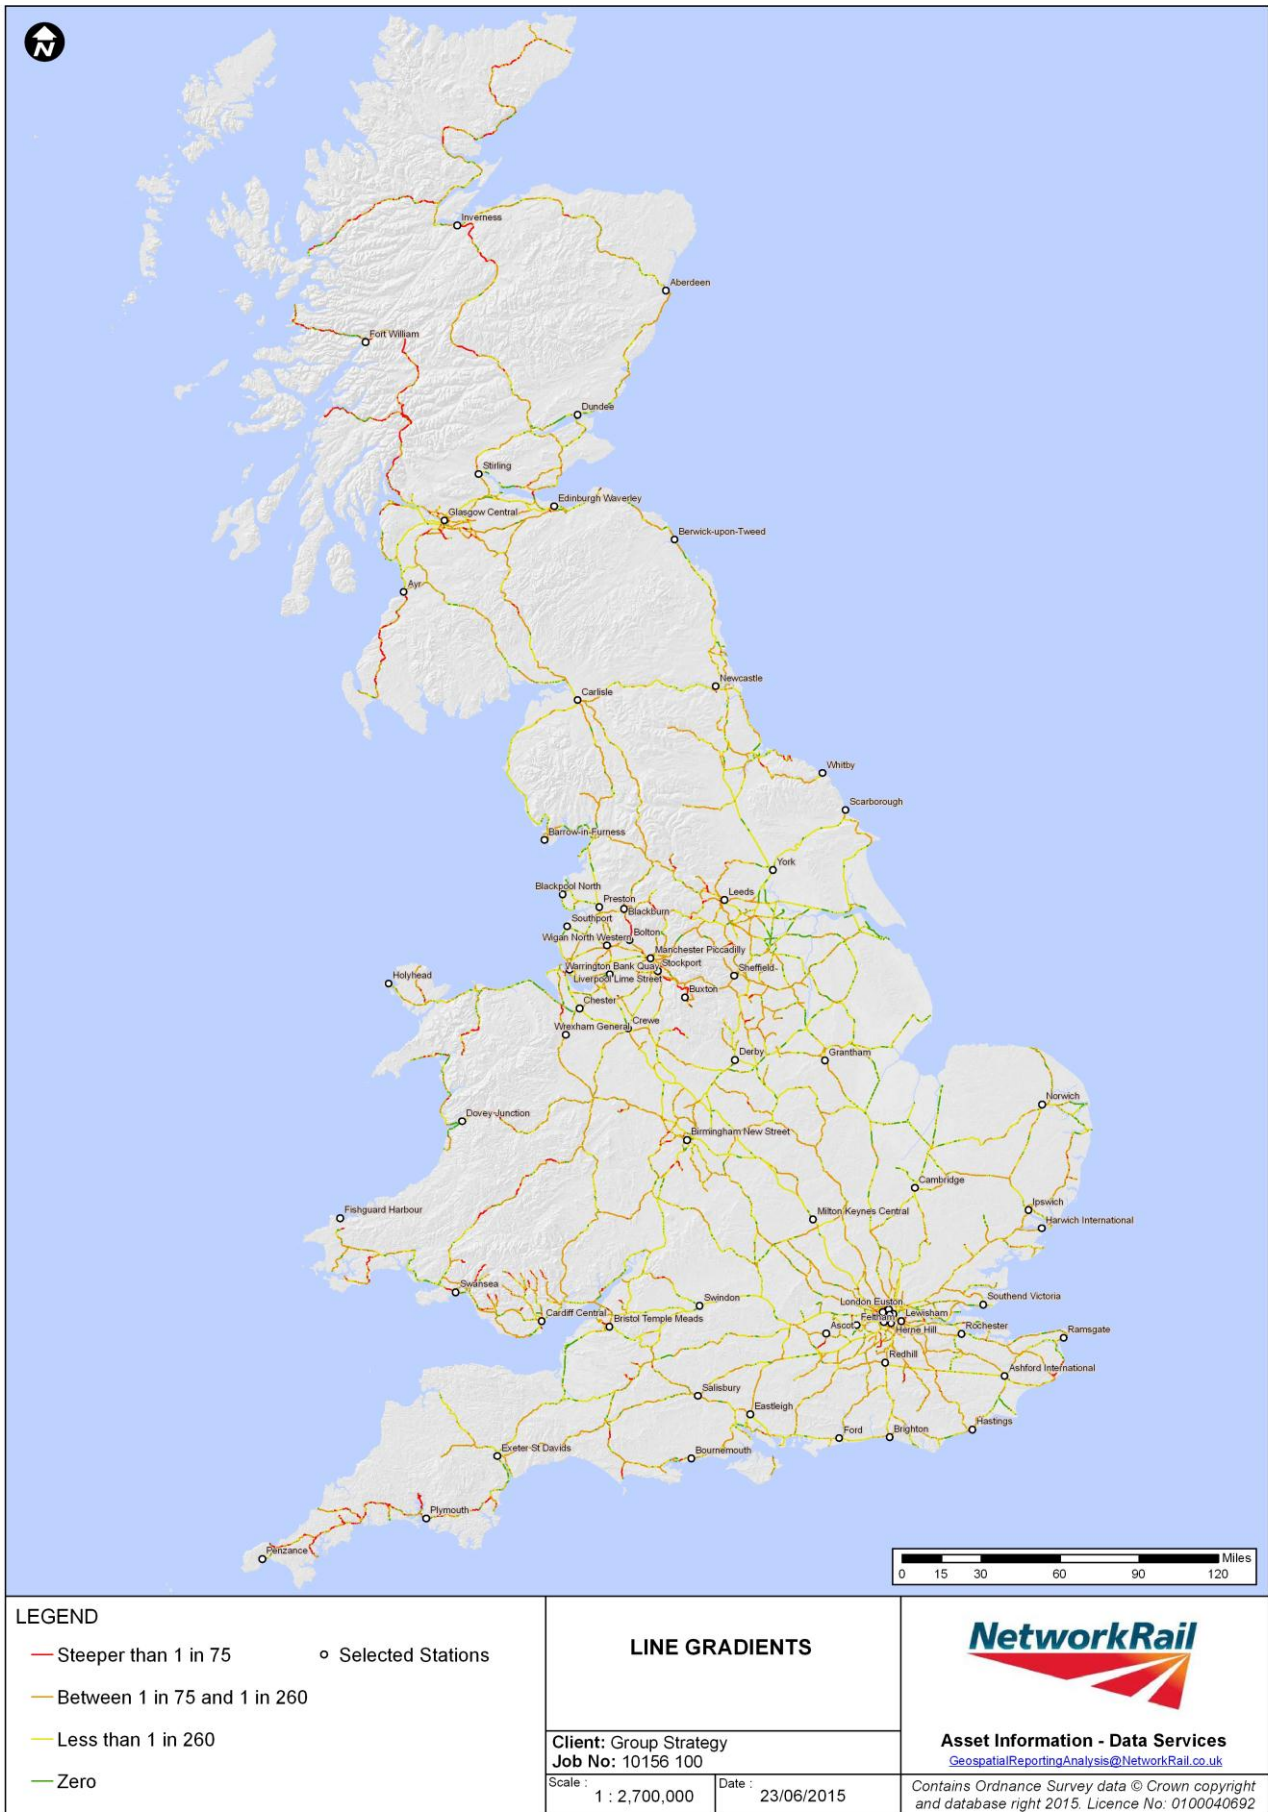 N
Inverness
Aberdeen
Fort William
Dundee
Stirling
Edinburgh Waverley
Glasgow Central
Berwick-upon-Tweed
Ayr
Newcastle
Carlisle
Whitby
Scarborough
Barrow-in-Furness
York
Blackpool North
Leeds
Preston
Blackburn
Southport
Bolton
Wigan North Western
Manchester Piccadilly
Stockport
Warrington Bank Quay
Sheffield
Holyhead
Liverpool Lime Street
Buxton
Chester
Crewe
Wrexham General
Derby
Grantham
Norwich
Dovey Junction
Birmingham New Street
Cambridge
Ipswich
Fishguard Harbour
Milton Keynes Central
Harwich International
Swansea
Swindon
London Euston
Southend Victoria
Cardiff Central
Bristol Temple Meads
Feltham
Lewisham
Ascot
Herne Hill
Rochester
Ramsgate
Redhill
Ashford International
Salisbury
Eastleigh
Hastings
Ford
Brighton
Exeter St Davids
Bournemouth
Plymouth
Penzance
Miles
0 15 30 60 90 120
LEGEND
Steeper than 1 in 75
Selected Stations
Between 1 in 75 and 1 in 260
Less than 1 in 260
Zero
LINE GRADIENTS
Client: Group Strategy
Job No: 10156 100
Scale :
1 : 2,700,000
Date :
23/06/2015
NetworkRail
Asset Information - Data Services
GeospatialReportingAnalysis@NetworkRail.co.uk
Contains Ordnance Survey data © Crown copyright
and database right 2015. Licence No: 0100040692